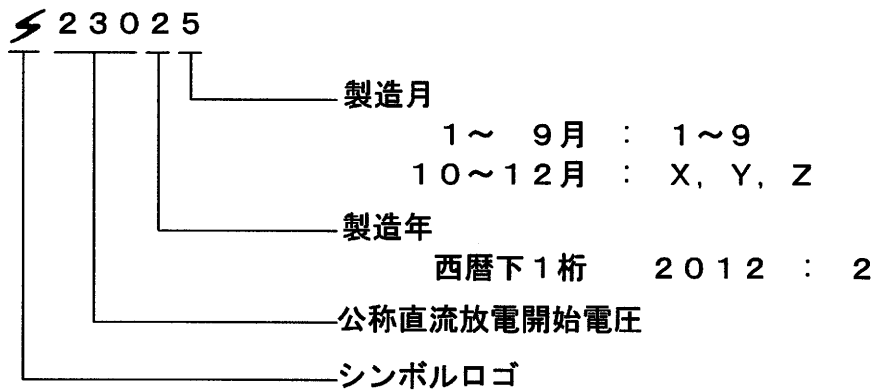 ２３０２５
製造月
１～　９月　：　１～９
１０～１２月　：　Ｘ，Ｙ，Ｚ
製造年
西暦下１桁　２０１２　：　２
公称直流放電開始電圧
シンボルロゴ